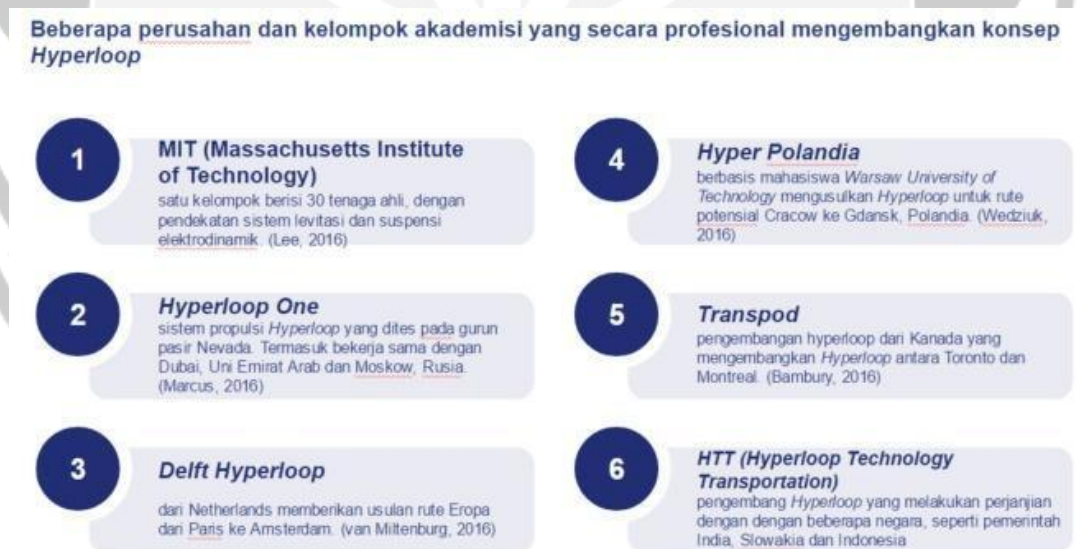 Beberapa perusahan dan kelompok akademisi yang secara profesional mengembangkan konsep
Hyperloop
1
MIT (Massachusetts Institute
of Technology)
satu kelompok berisi 30 tenaga ahli, dengan
pendekatan sistem levitasi dan suspensi
elektrodinamik. (Lee, 2016)
2
Hyperloop One
sistem propulsi Hyperloop yang dites pada gurun
pasir Nevada. Termasuk bekerja sama dengan
Dubai, Uni Emirat Arab dan Moskow, Rusia.
(Marcus, 2016)
3
Delft Hyperloop
dari Netherlands memberikan usulan rute Eropa
dari Paris ke Amsterdam. (van Miltenburg, 2016)
4
Hyper Polandia
berbasis mahasiswa Warsaw University of
Technology mengusulkan Hyperloop untuk rute
potensial Cracow ke Gdansk, Polandia. (Wedziuk,
2016)
5
Transpod
pengembangan hyperloop dari Kanada yang
mengembangkan Hyperloop antara Toronto dan
Montreal. (Bambury, 2016)
6
HTT (Hyperloop Technology
Transportation)
pengembang Hyperloop yang melakukan perjanjian
dengan dengan beberapa negara, seperti pemerintah
India, Slowakia dan Indonesia